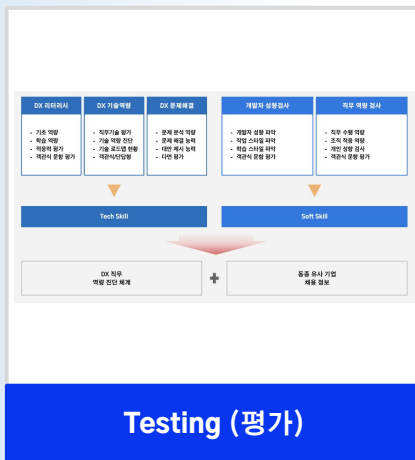 DX 리터러시
- 기초 역량
- 학습 역량
- 적응력 평가
- 객관식 문항 평가
DX 기술역량
- 직무기술 평가
- 기술 역량 진단
- 기술 로드맵 현황
- 객관식/단답형
DX 문제해결
- 문제 분석 역량
- 문제 해결 능력
- 대안 제시 능력
- 다면 평가
개발자 성향검사
- 개발자 성향 파악
- 작업 스타일 파악
- 학습 스타일 파악
- 객관식 문항 평가
직무 역량 검사
- 직무 수행 역량
- 조직 적응 역량
- 개인 성향 검사
- 객관식 문항 평가
Tech Skill
Soft Skill
DX 직무
역량 진단 체계
+
동종 유사 기업
채용 정보
Testing (평가)